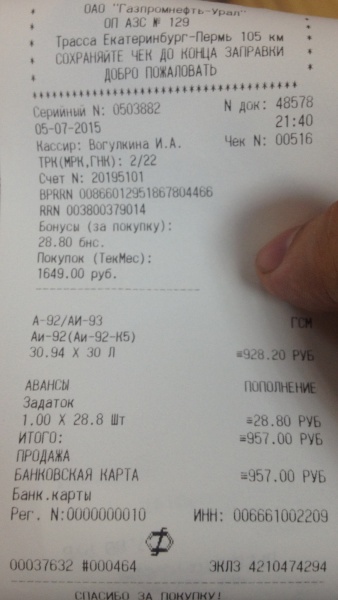 ОАО "Газпромнефть-Урал"
ОП АЗС № 129
Трасса Екатеринбург-Пермь 105 км
СОХРАНЯЙТЕ ЧЕК ДО КОНЦА ЗАПРАВКИ
ДОБРО ПОЖАЛОВАТЬ
Серийный N: 0503882 N док: 48578
05-07-2015 21:40
Кассир: Вогулкина И.А. Чек N: 00516
ТРК(МРК,ГНК): 2/22
Счет N: 20195101
BPRRN 00866012951867804466
RRN 003800379014
Бонусы (за покупку):
28.80 бнс.
Покупок (ТекМес):
1649.00 руб.
А-92/АИ-93 ГСМ
Аи-92(Аи-92-К5)
30.94 X 30 Л ≡928.20 РУБ
АВАНСЫ ПОПОЛНЕНИЕ
Задаток
1.00 X 28.8 Шт ≡28.80 РУБ
ИТОГО: ≡957.00 РУБ
ПРОДАЖА
БАНКОВСКАЯ КАРТА ≡957.00 РУБ
Банк.карты
Рег. N:0000000010 ИНН: 006661002209
00037632 #000464 ЭКЛЗ 4210474294
СПАСИБО ЗА ПОКУПКУ!